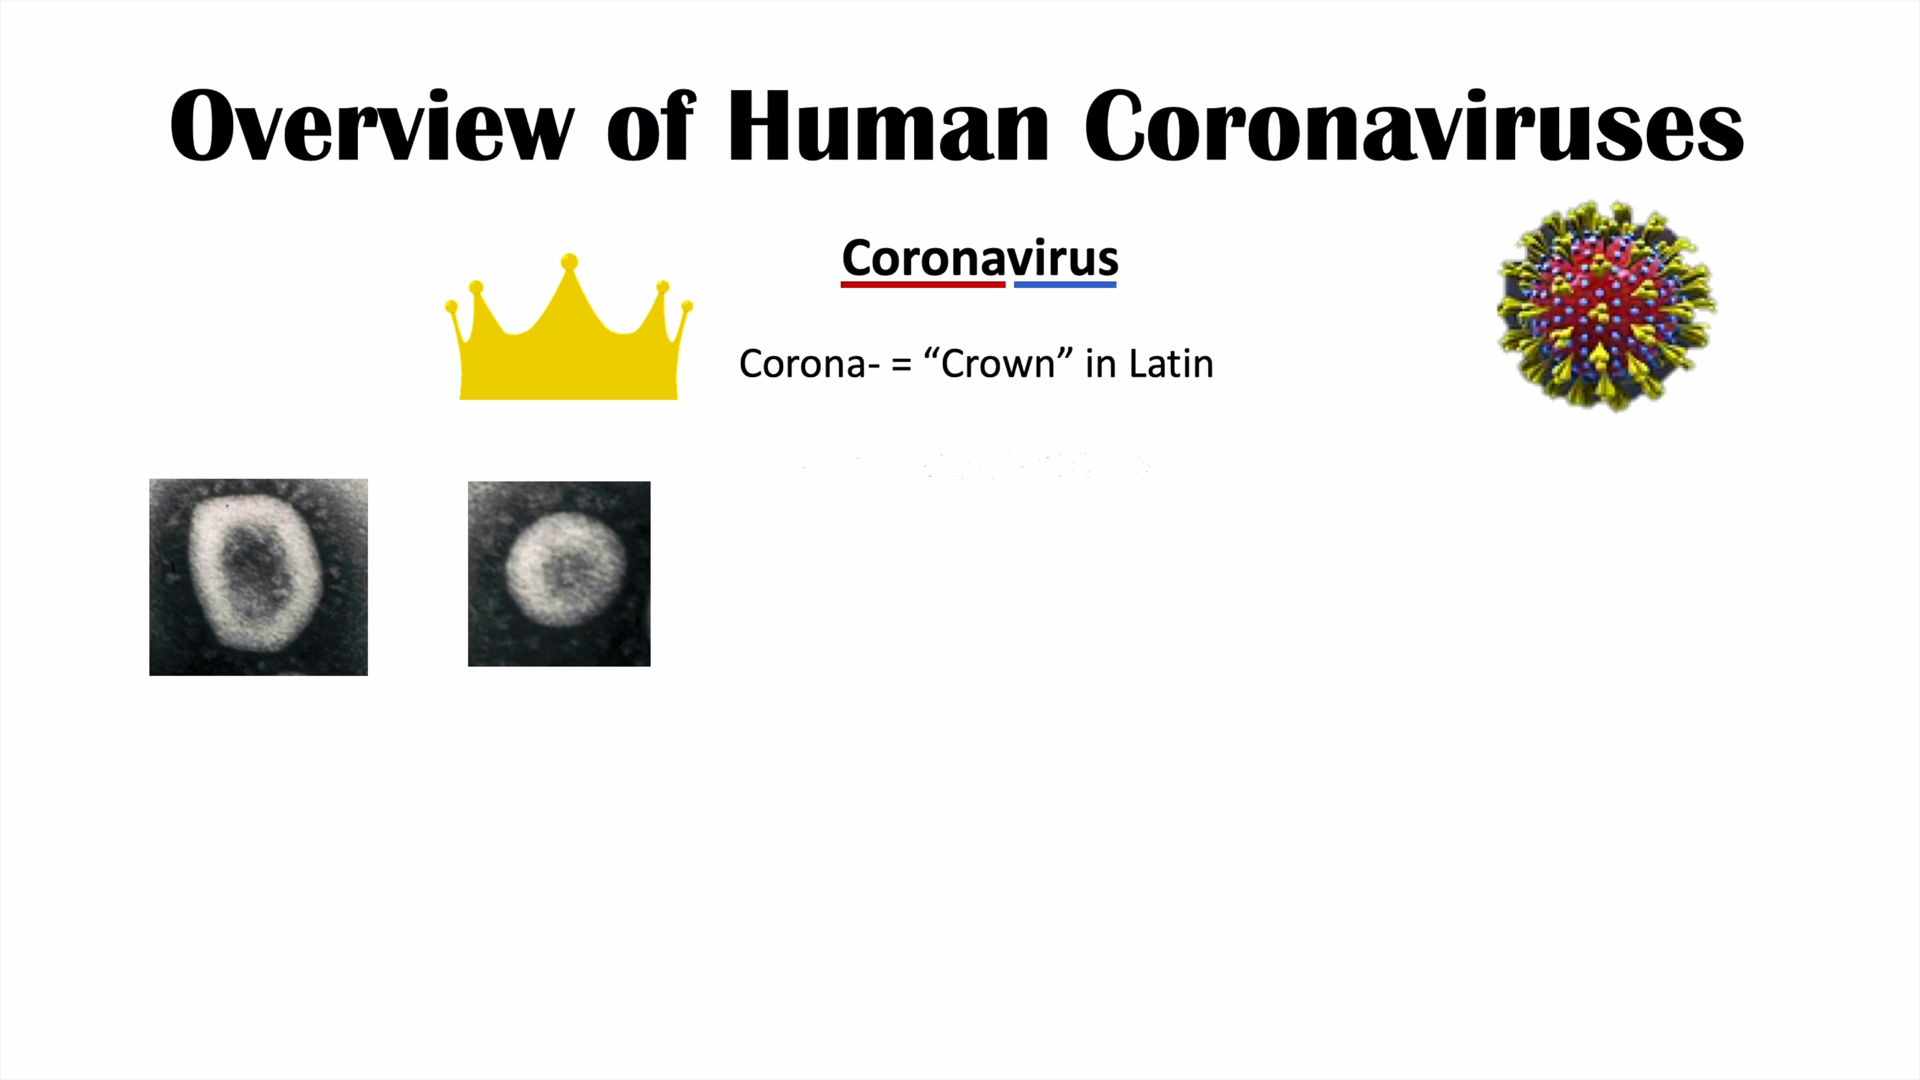 Overview of Human Coronaviruses
Coronavirus
Corona- = “Crown” in Latin